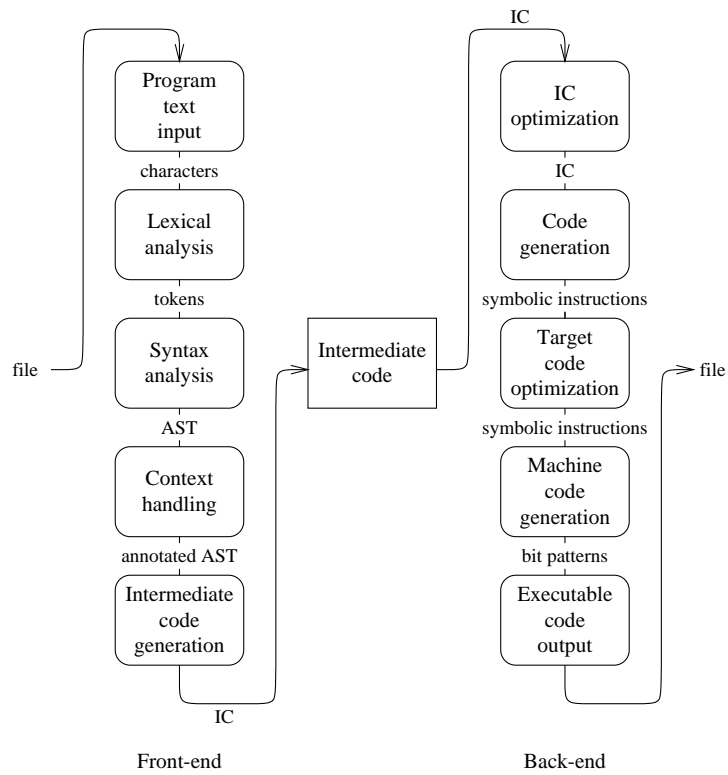 file
Program
text
input
characters
Lexical
analysis
tokens
Syntax
analysis
AST
Context
handling
annotated AST
Intermediate
code
generation
IC
Intermediate
code
IC
IC
optimization
IC
Code
generation
symbolic instructions
Target
code
optimization
symbolic instructions
Machine
code
generation
bit patterns
Executable
code
output
file
Front-end
Back-end